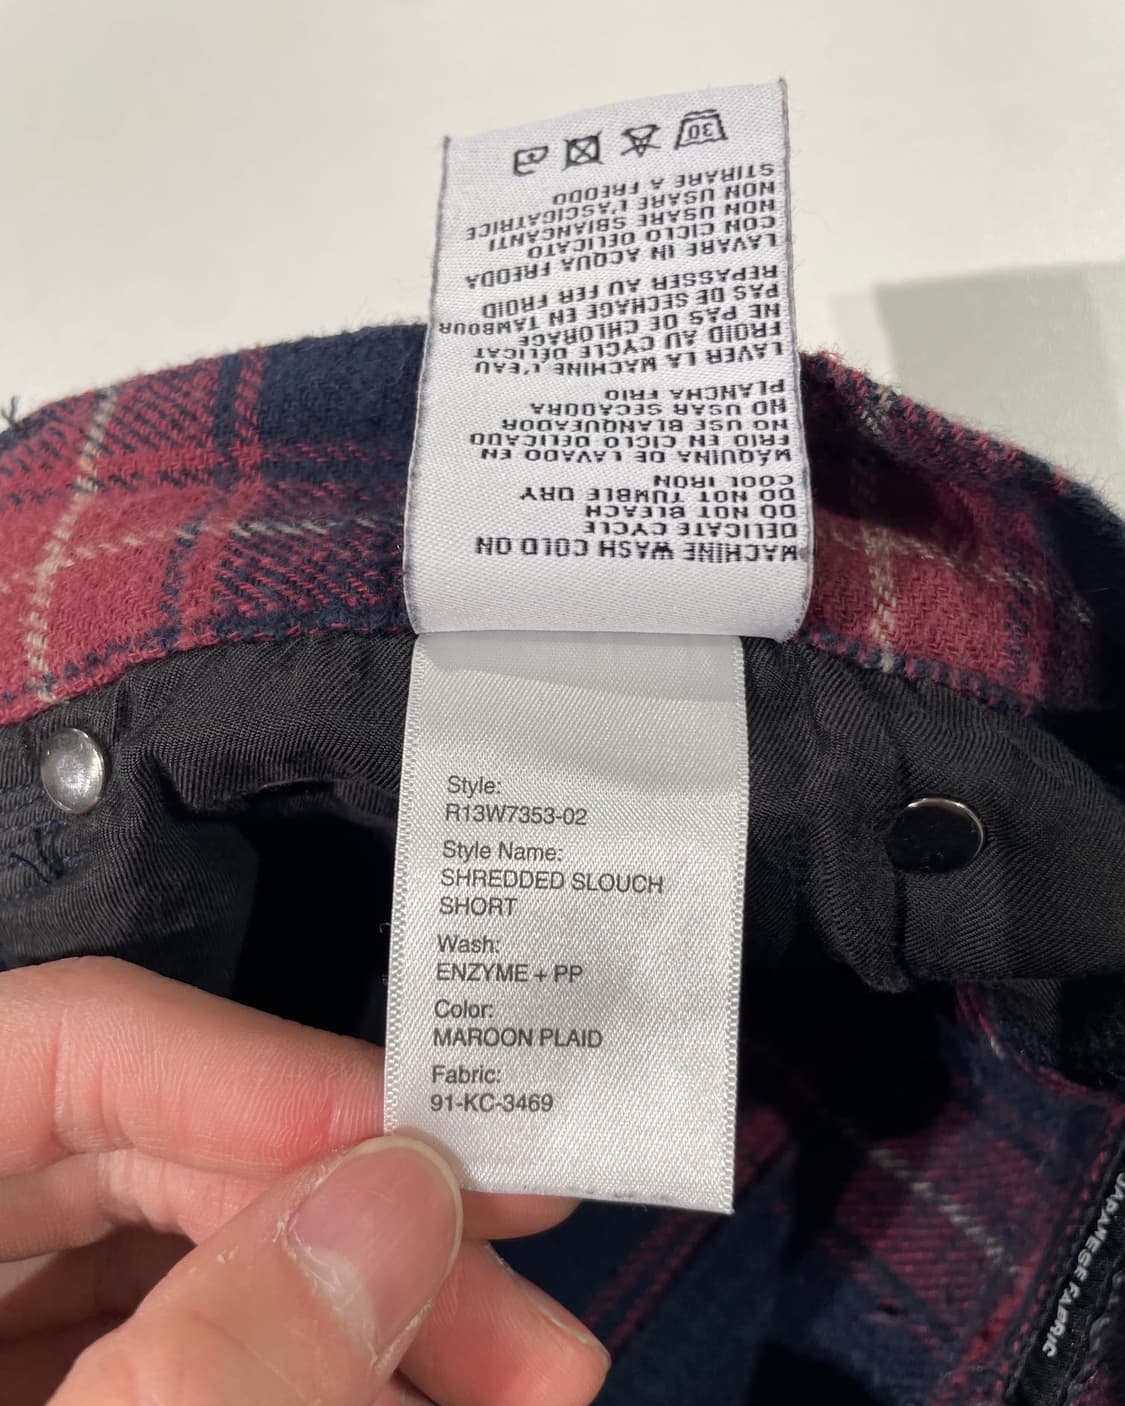 MACHINE WASH COLD ON
DELICATE CYCLE
DO NOT BLEACH
DO NOT TUMBLE DRY
COOL IRON
MAQUINA DE LAVADO EN
FRIO EN CICLO DELICADO
NO USE BLANQUEADOR
NO USAR SECADORA
PLANCHA FRIO
LAVER LA MACHINE L'EAU
FROID AU CYCLE DELICAT
NE PAS DE CHLORAGE
PAS DE SECHAGE EN TAMBOUR
REPASSER AU FER FROID
LAVARE IN ACQUA FREDDA
CON CICLO DELICATO
NON USARE SBIANCANTI
NON USARE L'ASCIGATRICE
STIRARE A FREDDO
30
Style:
R13W7353-02
Style Name:
SHREDDED SLOUCH
SHORT
Wash:
ENZYME + PP
Color:
MAROON PLAID
Fabric:
91-KC-3469
JAPANESE FABRIC